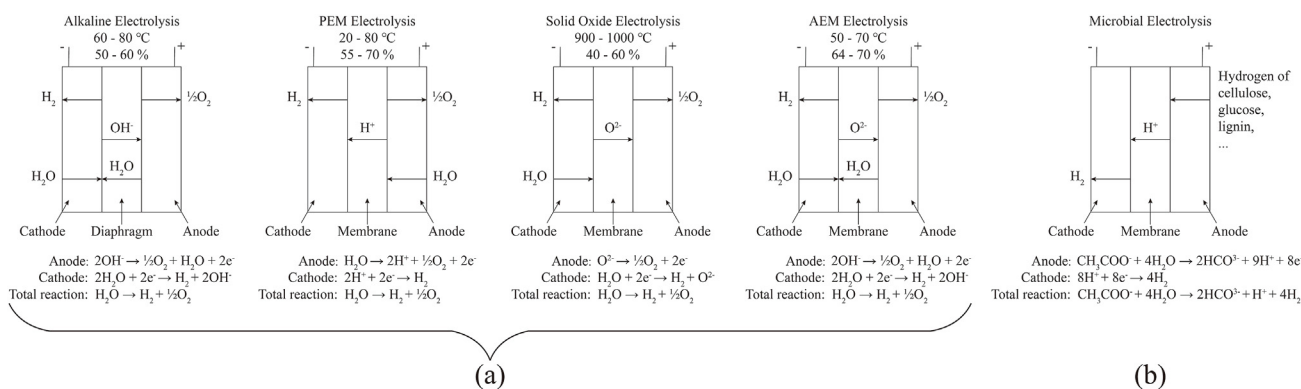 Alkaline Electrolysis
60 - 80 ℃
50 - 60 %
-
+
H₂
½O₂
OH⁻
H₂O
H₂O
Cathode
Diaphragm
Anode
Anode: 2OH⁻ → ½O₂ + H₂O + 2e⁻
Cathode: 2H₂O + 2e⁻ → H₂ + 2OH⁻
Total reaction: H₂O → H₂ + ½O₂
PEM Electrolysis
20 - 80 ℃
55 - 70 %
-
+
H₂
½O₂
H⁺
H₂O
Cathode
Membrane
Anode
Anode: H₂O → 2H⁺ + ½O₂ + 2e⁻
Cathode: 2H⁺ + 2e⁻ → H₂
Total reaction: H₂O → H₂ + ½O₂
Solid Oxide Electrolysis
900 - 1000 ℃
40 - 60 %
-
+
H₂
½O₂
O²⁻
H₂O
Cathode
Membrane
Anode
Anode: O²⁻ → ½O₂ + 2e⁻
Cathode: H₂O + 2e⁻ → H₂ + O²⁻
Total reaction: H₂O → H₂ + ½O₂
AEM Electrolysis
50 - 70 ℃
64 - 70 %
-
+
H₂
½O₂
O²⁻
H₂O
H₂O
Cathode
Membrane
Anode
Anode: 2OH⁻ → ½O₂ + H₂O + 2e⁻
Cathode: 2H₂O + 2e⁻ → H₂ + 2OH⁻
Total reaction: H₂O → H₂ + ½O₂
(a)
Microbial Electrolysis
-
+
Hydrogen of
cellulose,
glucose,
lignin,
...
H⁺
H₂
Cathode
Membrane
Anode
Anode: CH₃COO⁻ + 4H₂O → 2HCO³⁻ + 9H⁺ + 8e
Cathode: 8H⁺ + 8e⁻ → 4H₂
Total reaction: CH₃COO⁻ + 4H₂O → 2HCO³⁻ + H⁺ + 4H₂
(b)